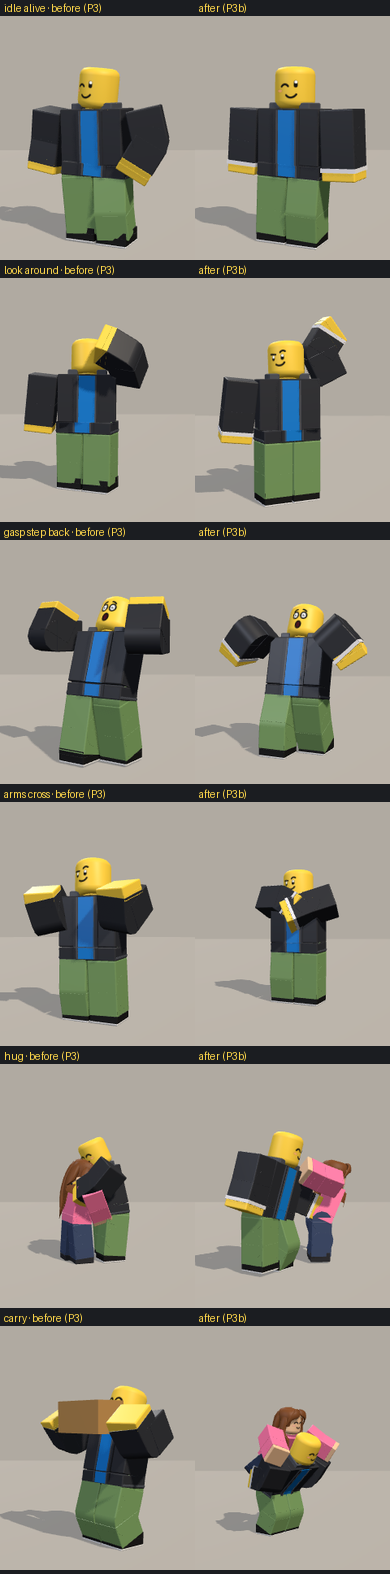 idle alive · before (P3) after (P3b)
look around · before (P3) after (P3b)
gasp step back · before (P3) after (P3b)
arms cross · before (P3) after (P3b)
hug · before (P3) after (P3b)
carry · before (P3) after (P3b)